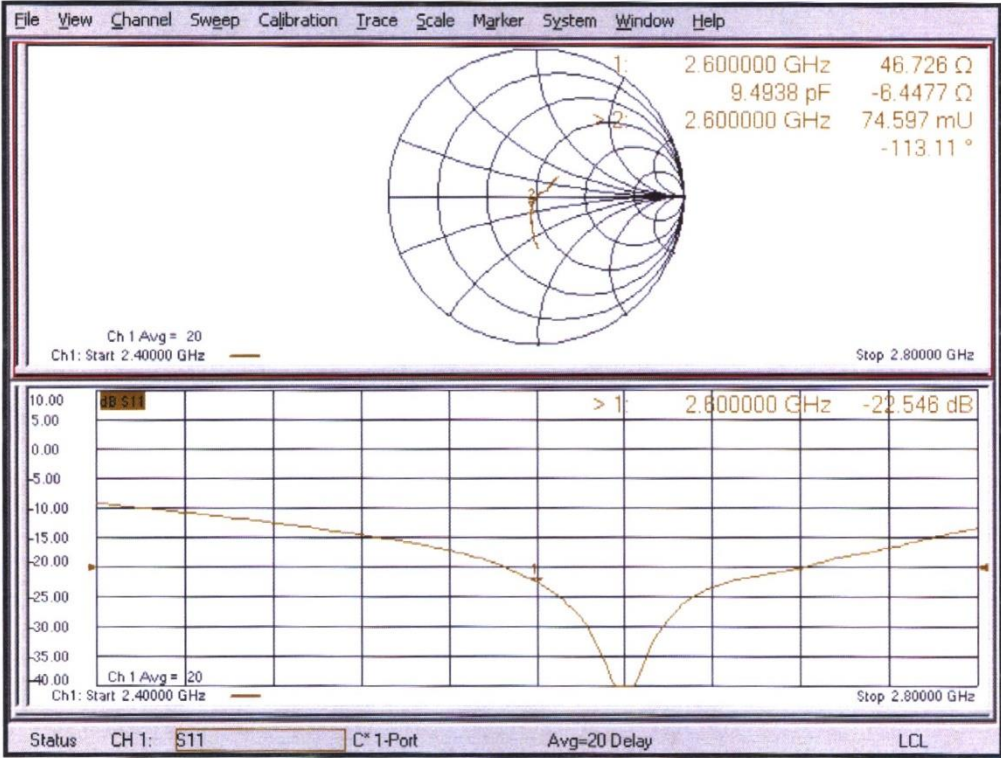 File View Channel Sweep Calibration Trace Scale Marker System Window Help
1: 2.600000 GHz 46.726 Ω
9.4938 pF -6.4477 Ω
> 2: 2.600000 GHz 74.597 mU
-113.11 °
2
Ch 1 Avg = 20
Ch1: Start 2.40000 GHz Stop 2.80000 GHz
10.00 dB S11 > 1: 2.600000 GHz -22.546 dB
5.00
0.00
-5.00
-10.00
-15.00
-20.00
1
-25.00
-30.00
-35.00
-40.00 Ch 1 Avg = 20
Ch1: Start 2.40000 GHz Stop 2.80000 GHz
Status CH 1: S11 C* 1-Port Avg=20 Delay LCL